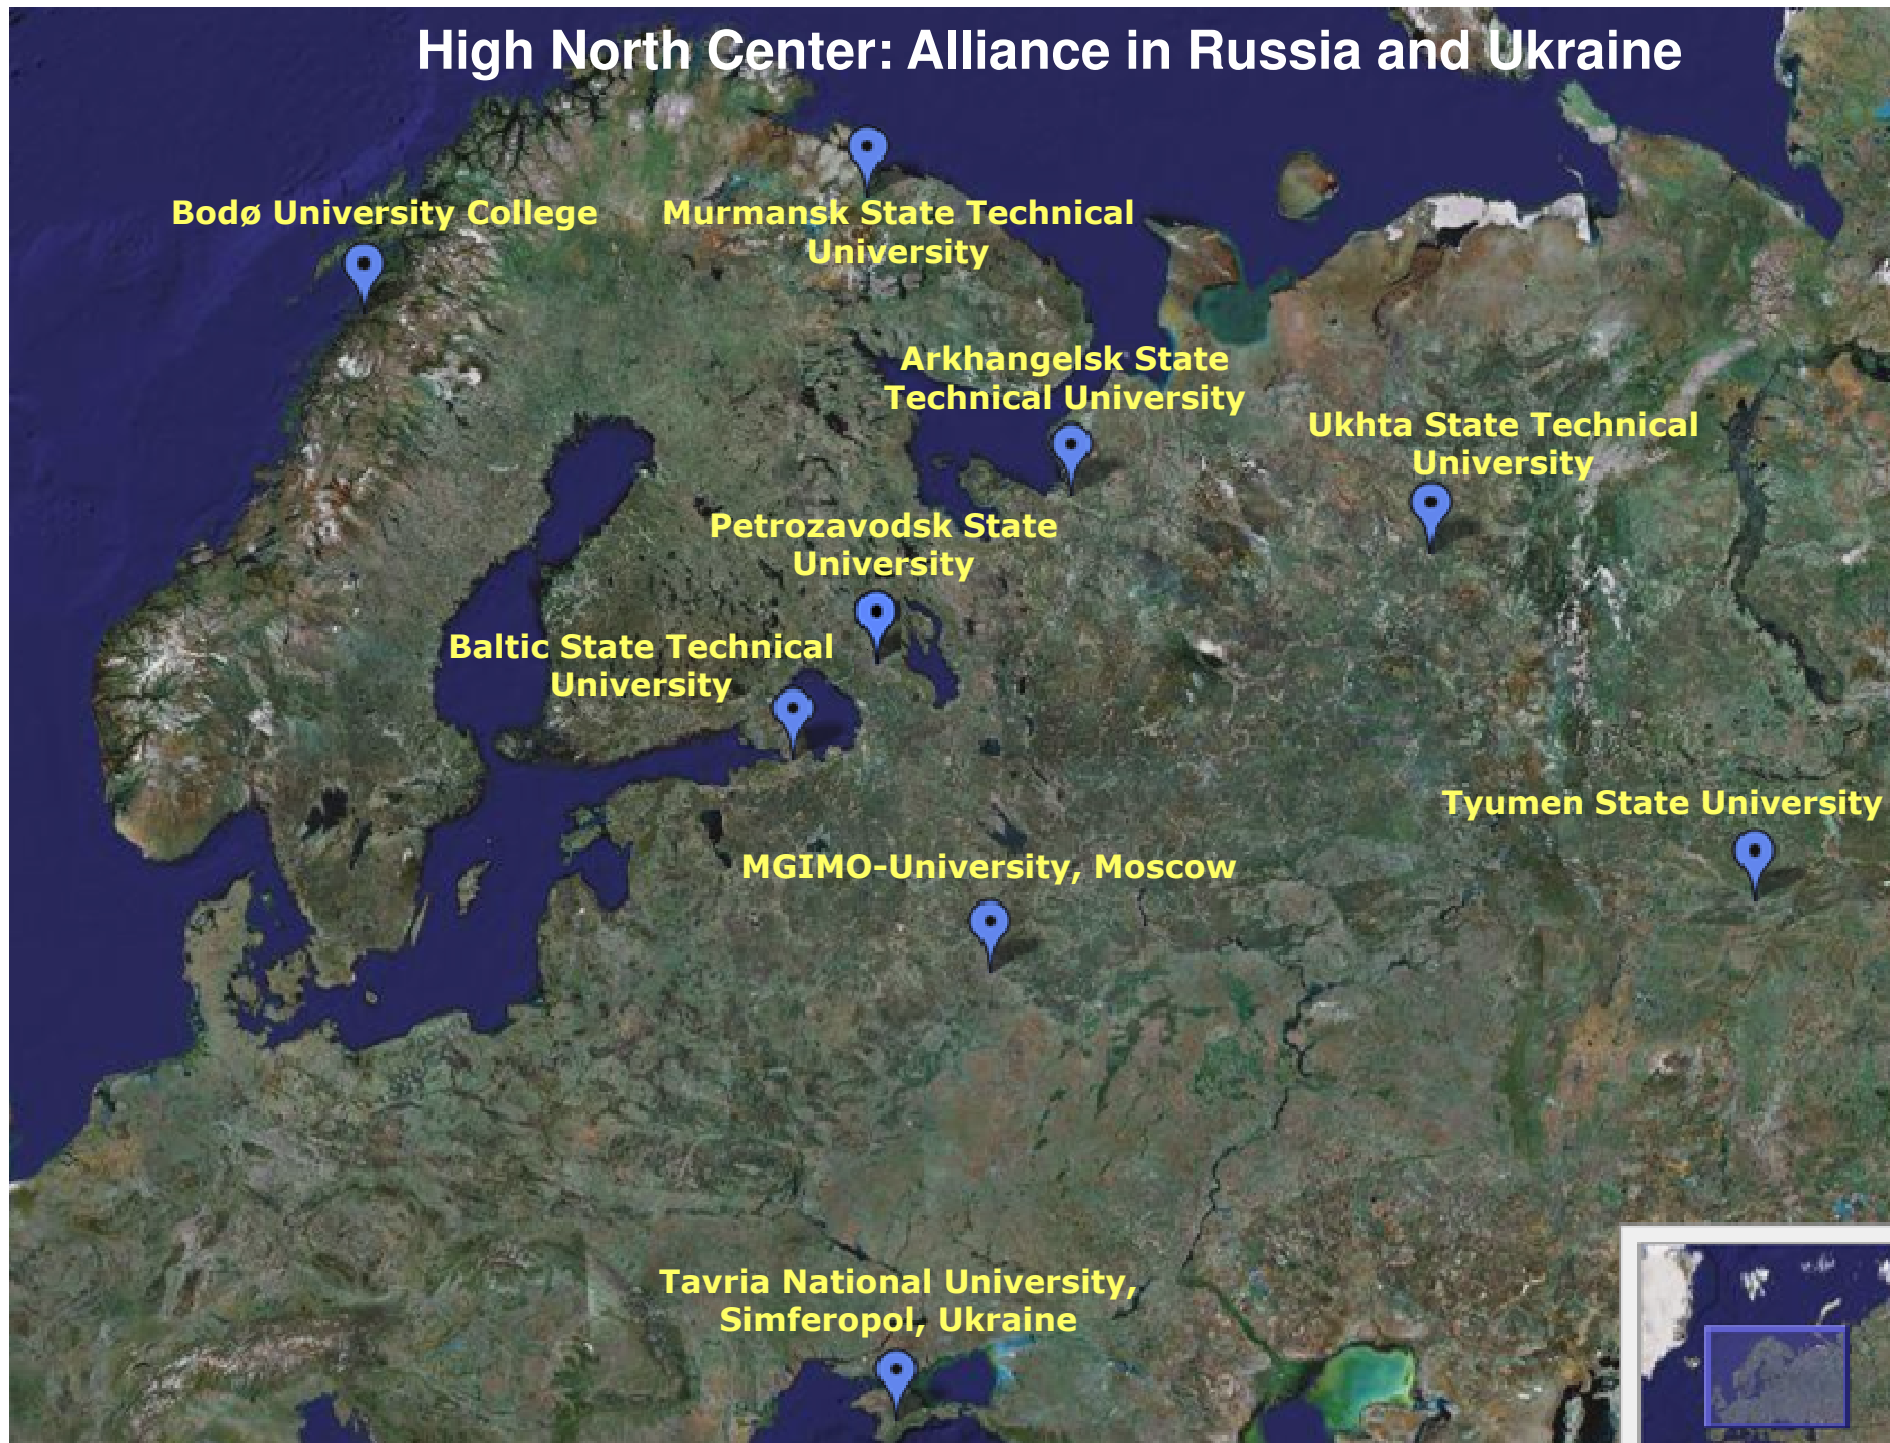 High North Center: Alliance in Russia and Ukraine
Bodø University College
Murmansk State Technical
University
Arkhangelsk State
Technical University
Ukhta State Technical
University
Petrozavodsk State
University
Baltic State Technical
University
Tyumen State University
MGIMO-University, Moscow
Tavria National University,
Simferopol, Ukraine